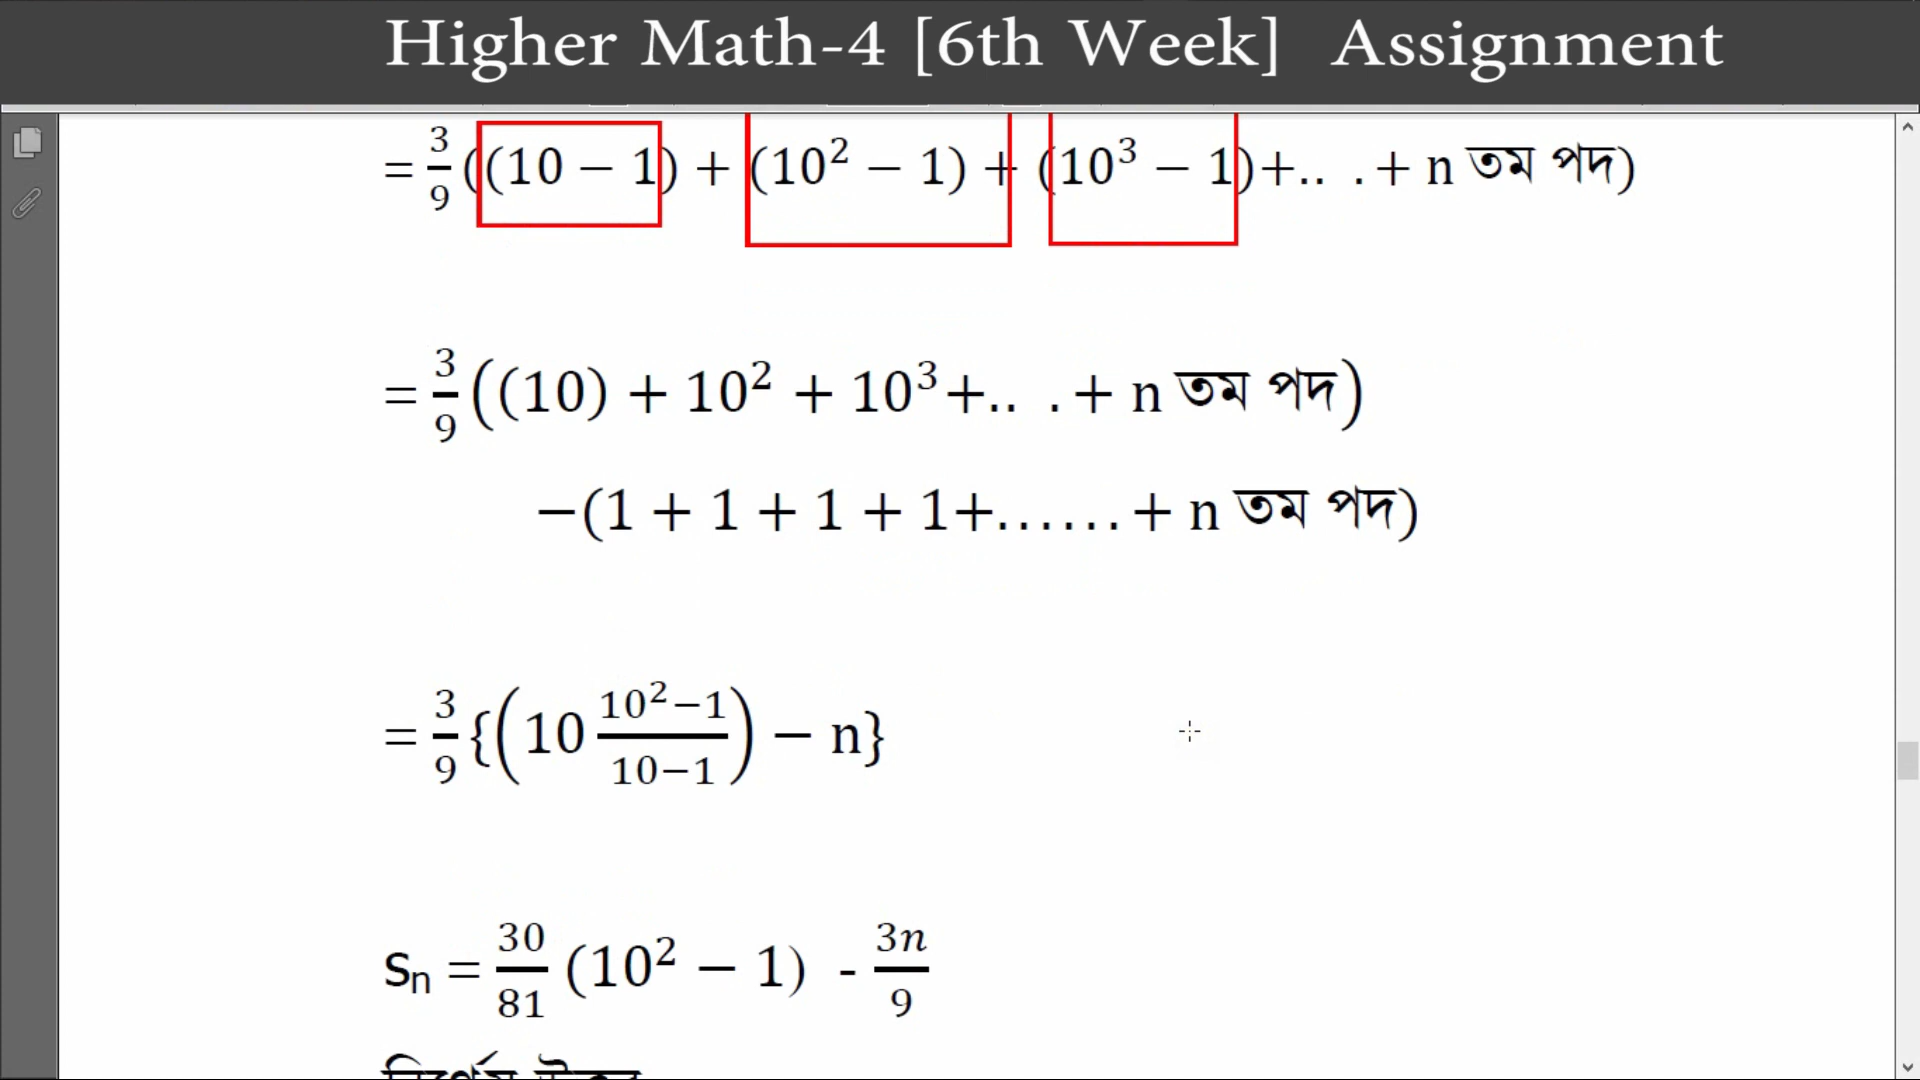 Higher Math-4 [6th Week] Assignment
= 3/9 ((10 − 1) + (10² − 1) + (10³ − 1)+.. .+ n তম পদ)
= 3/9 ((10) + 10² + 10³+.. .+ n তম পদ)
−(1 + 1 + 1 + 1+......+ n তম পদ)
= 3/9 {(10 (10²−1)/(10−1)) − n}
Sₙ = 30/81 (10² − 1) - 3n/9